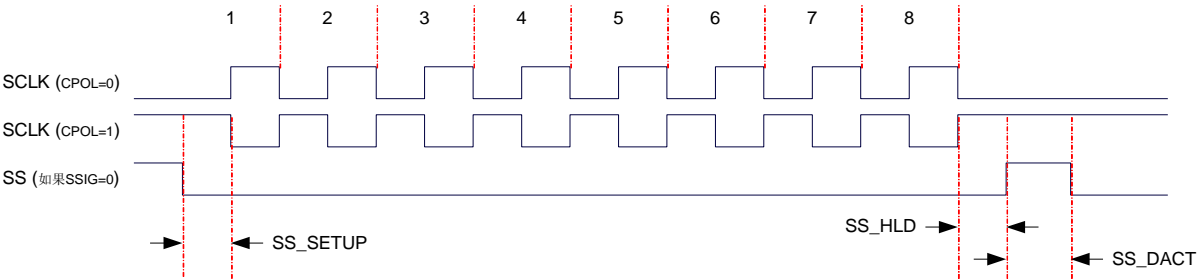 1 2 3 4 5 6 7 8
SCLK (CPOL=0)
SCLK (CPOL=1)
SS (如果SSIG=0)
SS_HLD
SS_SETUP
SS_DACT